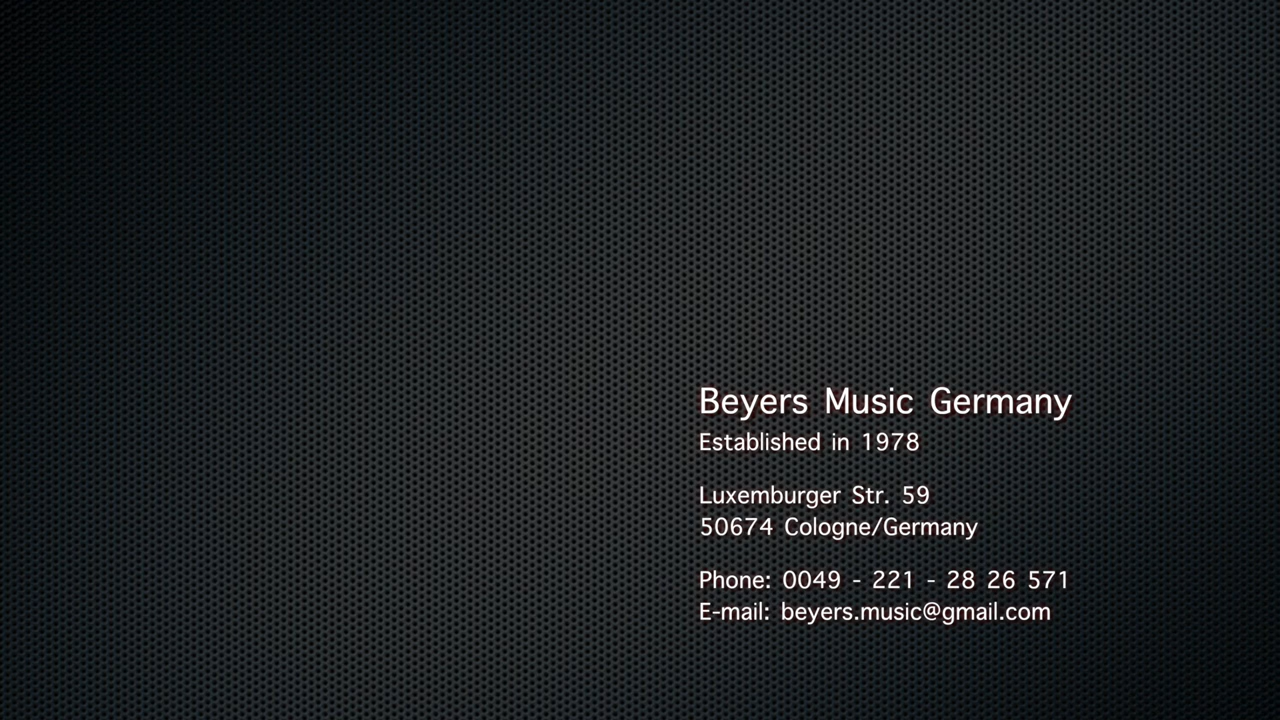 Beyers Music Germany
Established in 1978
Luxemburger Str. 59
50674 Cologne/Germany
Phone: 0049 - 221 - 28 26 571
E-mail: beyers.music@gmail.com